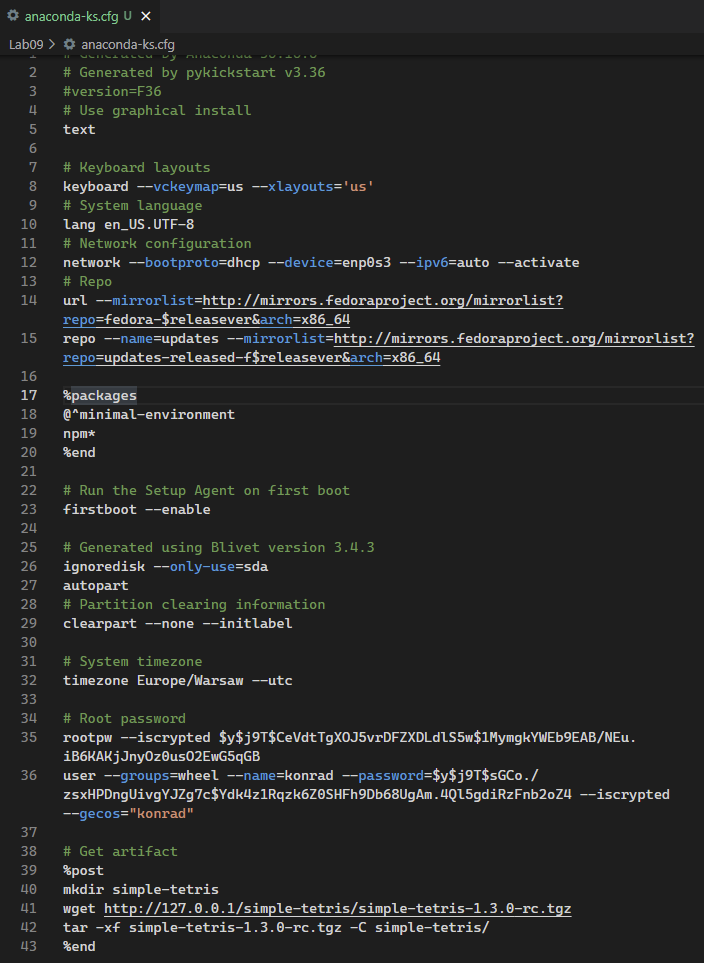 anaconda-ks.cfg U ×
Lab09 > anaconda-ks.cfg
1 # Generated by Anaconda 36.16.5
2 # Generated by pykickstart v3.36
3 #version=F36
4 # Use graphical install
5 text
6
7 # Keyboard layouts
8 keyboard --vckeymap=us --xlayouts='us'
9 # System language
10 lang en_US.UTF-8
11 # Network configuration
12 network --bootproto=dhcp --device=enp0s3 --ipv6=auto --activate
13 # Repo
14 url --mirrorlist=http://mirrors.fedoraproject.org/mirrorlist?
repo=fedora-$releasever&arch=x86_64
15 repo --name=updates --mirrorlist=http://mirrors.fedoraproject.org/mirrorlist?
repo=updates-released-f$releasever&arch=x86_64
16
17 %packages
18 @^minimal-environment
19 npm*
20 %end
21
22 # Run the Setup Agent on first boot
23 firstboot --enable
24
25 # Generated using Blivet version 3.4.3
26 ignoredisk --only-use=sda
27 autopart
28 # Partition clearing information
29 clearpart --none --initlabel
30
31 # System timezone
32 timezone Europe/Warsaw --utc
33
34 # Root password
35 rootpw --iscrypted $y$j9T$CeVdtTgXOJ5vrDFZXDLdlS5w$1MymgkYWEb9EAB/NEu.
iB6KAKjJnyOz0usO2EwG5qGB
36 user --groups=wheel --name=konrad --password=$y$j9T$sGCo./
zsxHPDngUivgYJZg7c$Ydk4z1Rqzk6Z0SHFh9Db68UgAm.4Ql5gdiRzFnb2oZ4 --iscrypted
--gecos="konrad"
37
38 # Get artifact
39 %post
40 mkdir simple-tetris
41 wget http://127.0.0.1/simple-tetris/simple-tetris-1.3.0-rc.tgz
42 tar -xf simple-tetris-1.3.0-rc.tgz -C simple-tetris/
43 %end